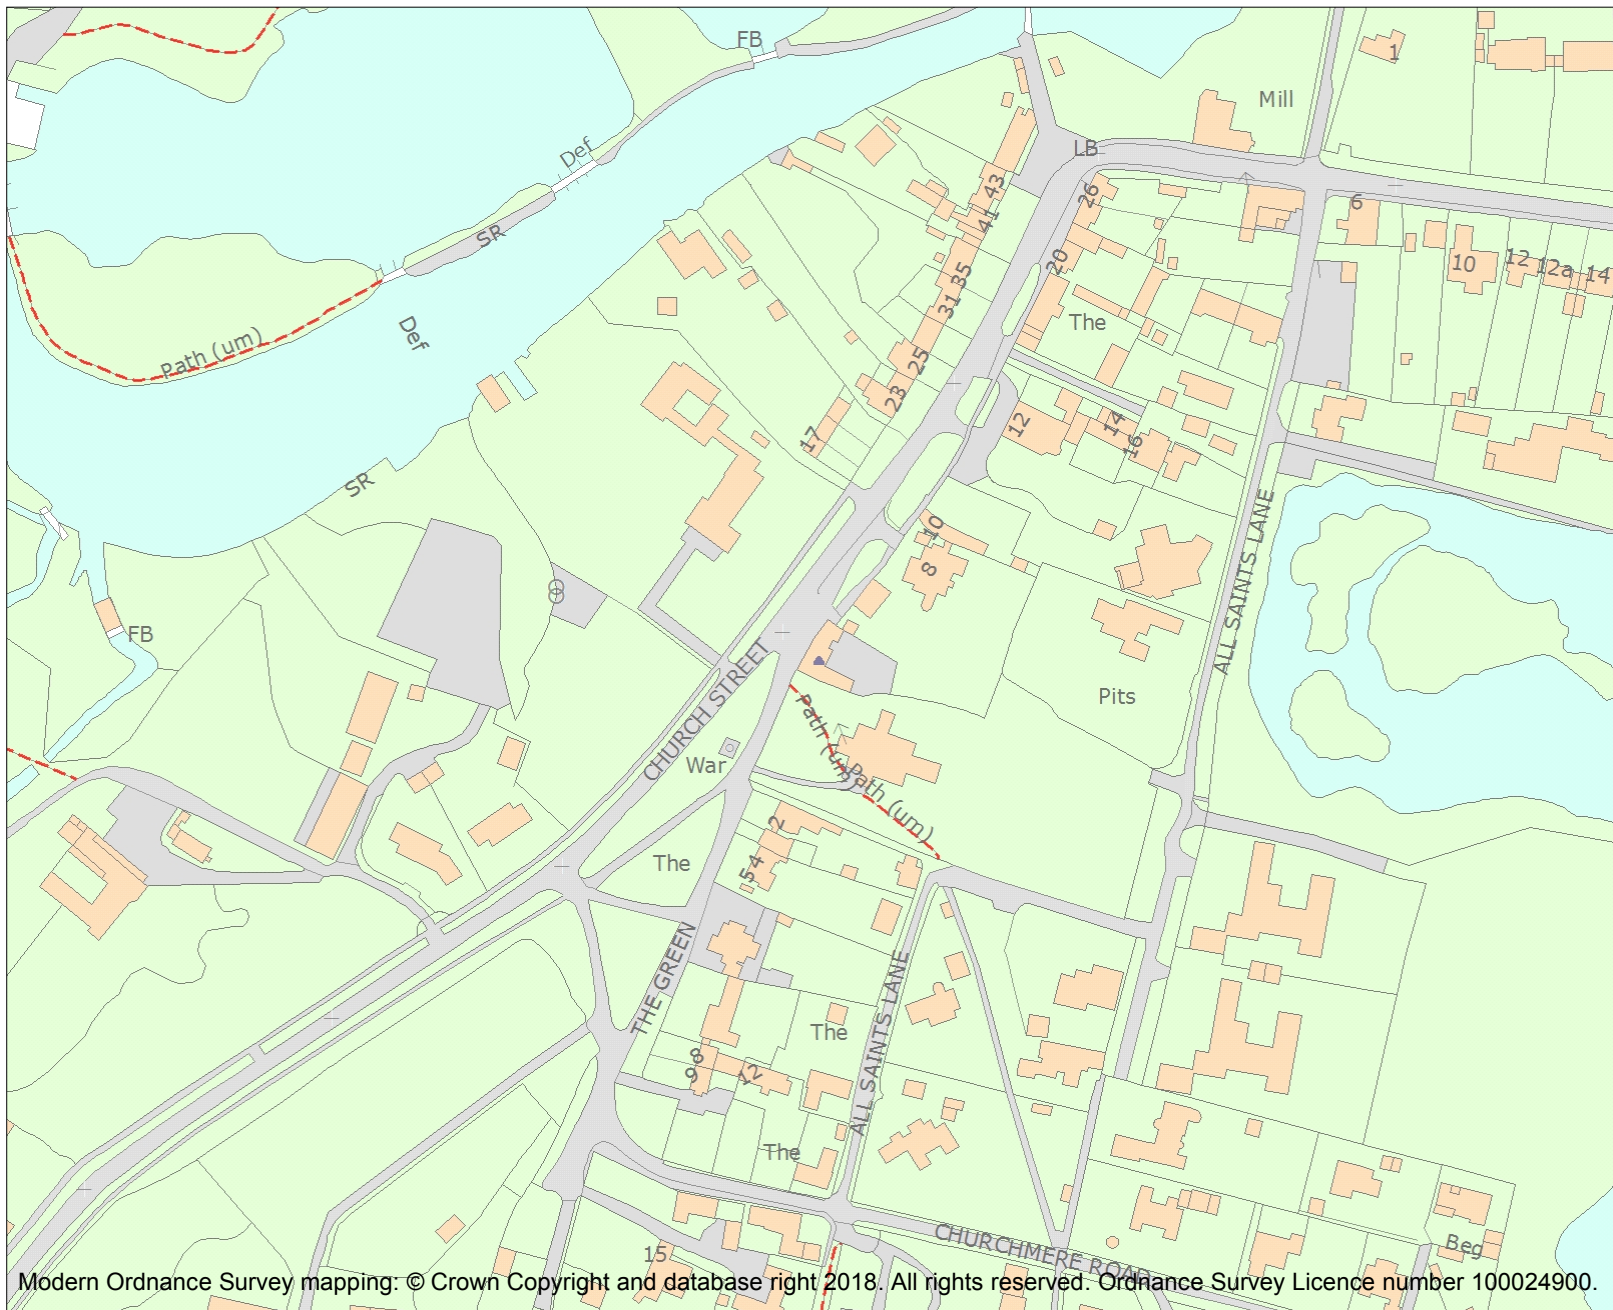 FB
1
Mill
LB
Def
43
26
6
41
SR
20
10
12
12a
14
35
31
The
Def
Path (um)
25
23
12
14
16
17
SR
10
8
ALL SAINTS LANE
FB
CHURCH STREET
Pits
Path (um)
War
Path (um)
2
The
5 4
THE GREEN
ALL SAINTS LANE
The
8
9
12
The
CHURCHMERE ROAD
15
Beg
Modern Ordnance Survey mapping: © Crown Copyright and database right 2018. All rights reserved. Ordnance Survey Licence number 100024900.